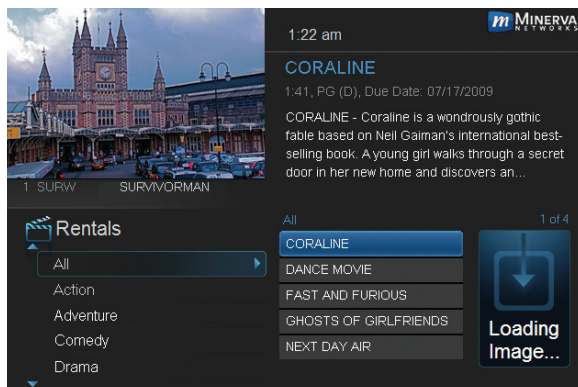 1:22 am
m MINERVA
NETWORKS
CORALINE
1:41, PG (D), Due Date: 07/17/2009
CORALINE - Coraline is a wondrously gothic
fable based on Neil Gaiman's international best-
selling book. A young girl walks through a secret
door in her new home and discovers an...
1 SURW SURVIVORMAN
Rentals
All
Action
Adventure
Comedy
Drama
All 1 of 4
CORALINE
DANCE MOVIE
FAST AND FURIOUS
GHOSTS OF GIRLFRIENDS
NEXT DAY AIR
Loading
Image...